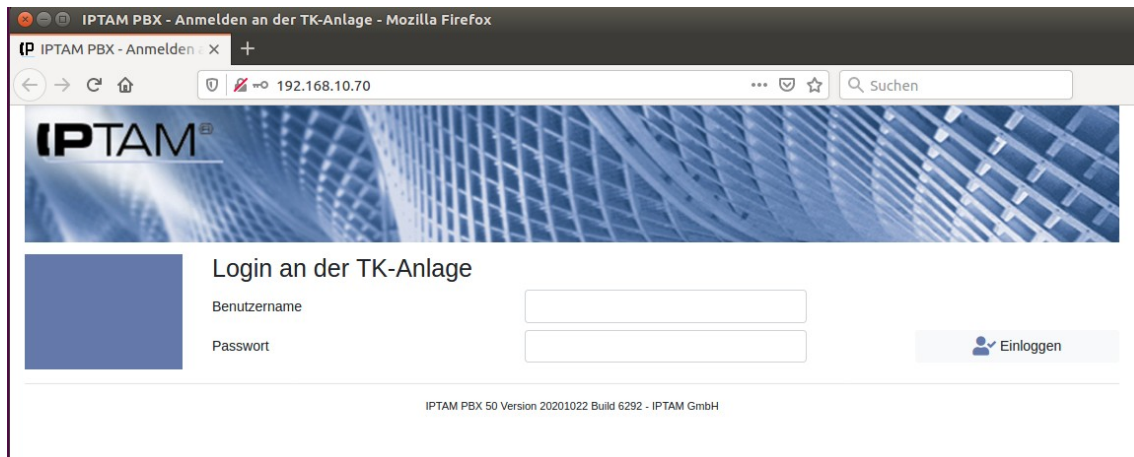 IPTAM PBX - Anmelden an der TK-Anlage - Mozilla Firefox
IPTAM PBX - Anmelden
192.168.10.70
Suchen
IPTAM®
Login an der TK-Anlage
Benutzername
Passwort
Einloggen
IPTAM PBX 50 Version 20201022 Build 6292 - IPTAM GmbH